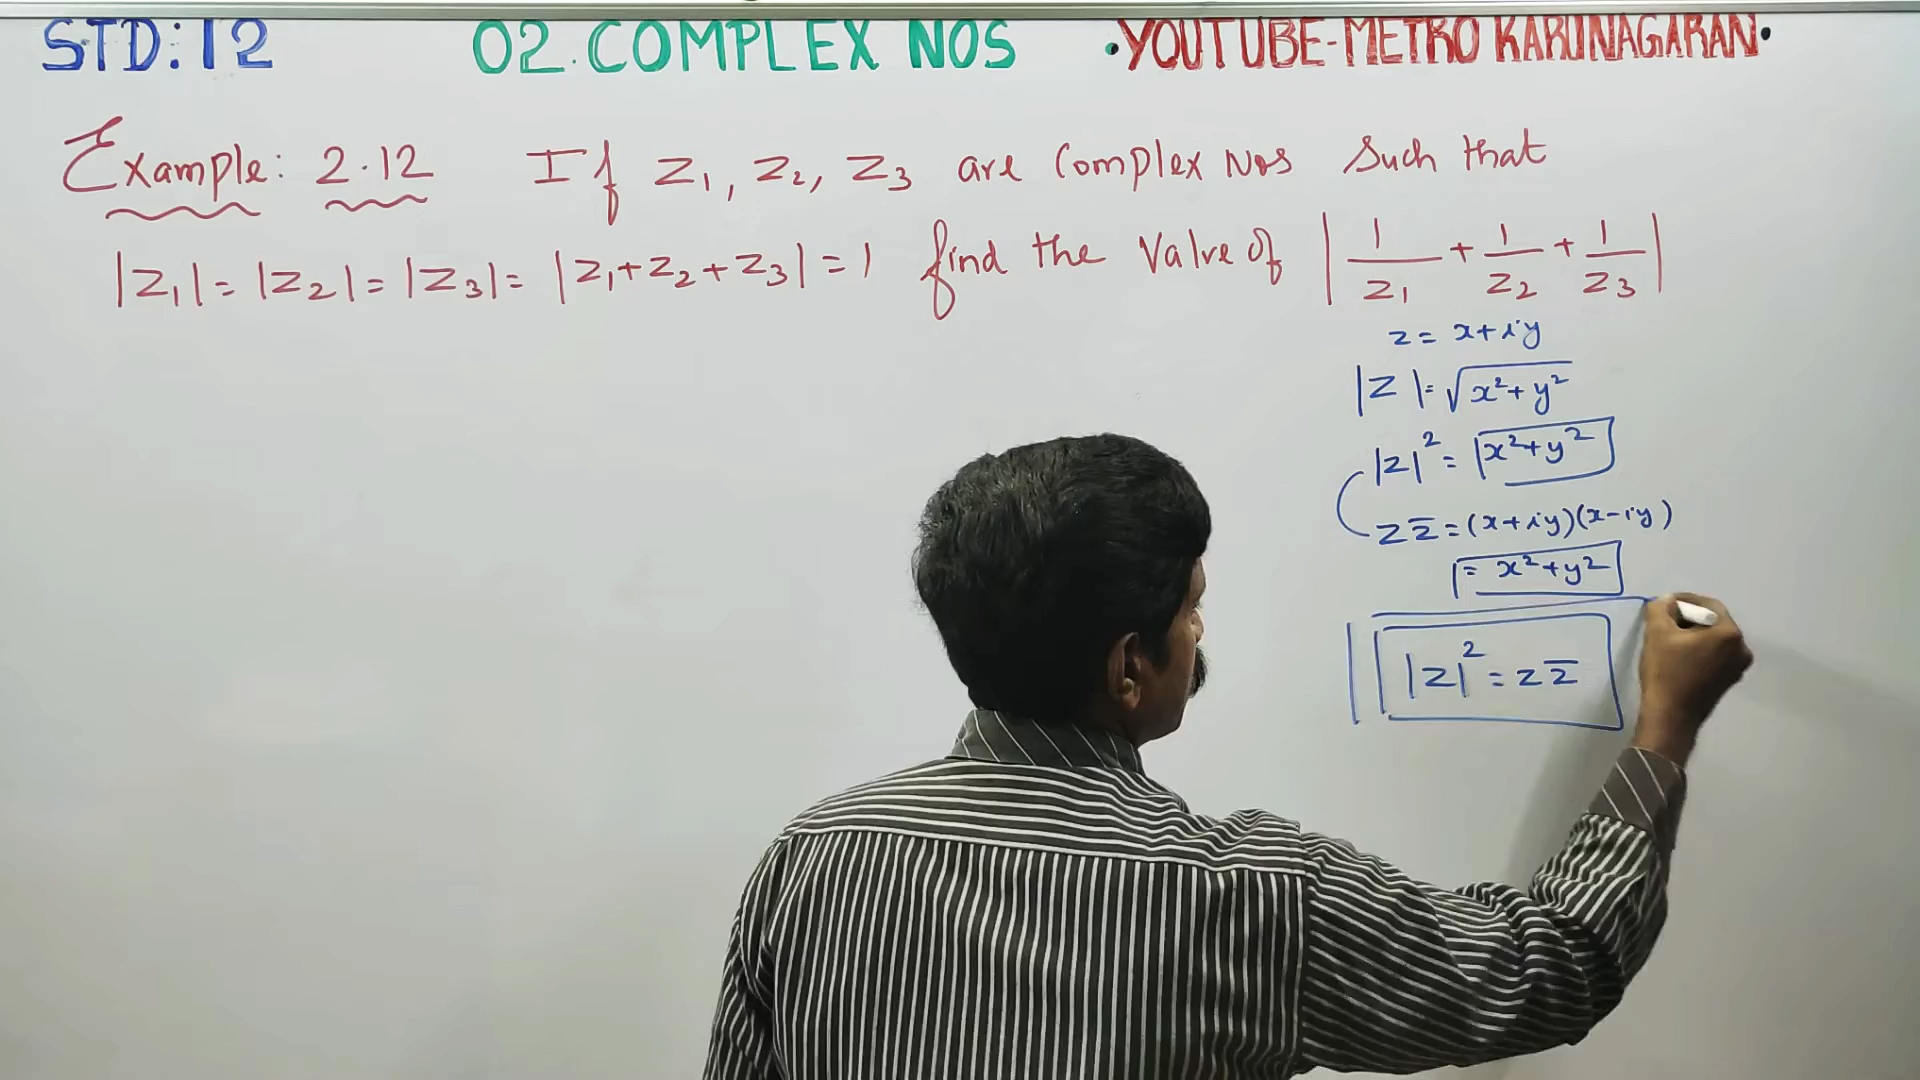 STD:12 02.COMPLEX NOS •YOUTUBE-METRO KARUNAGARAN•
Example: 2.12 If z₁, z₂, z₃ are Complex Nos Such that
|z₁| = |z₂| = |z₃| = |z₁+z₂+z₃| = 1 find the Value of |1/z₁ + 1/z₂ + 1/z₃|
z = x+iy
|z| = √x²+y²
|z|² = x²+y²
z z̅ = (x+iy)(x-iy)
= x²+y²
|z|² = z z̅